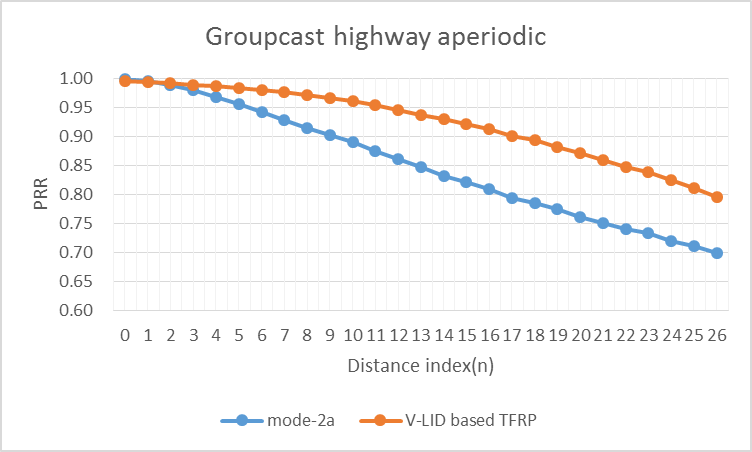 Groupcast highway aperiodic
1.00
0.95
0.90
0.85
0.80
0.75
0.70
0.65
0.60
PRR
0 1 2 3 4 5 6 7 8 9 10 11 12 13 14 15 16 17 18 19 20 21 22 23 24 25 26
Distance index(n)
mode-2a V-LID based TFRP